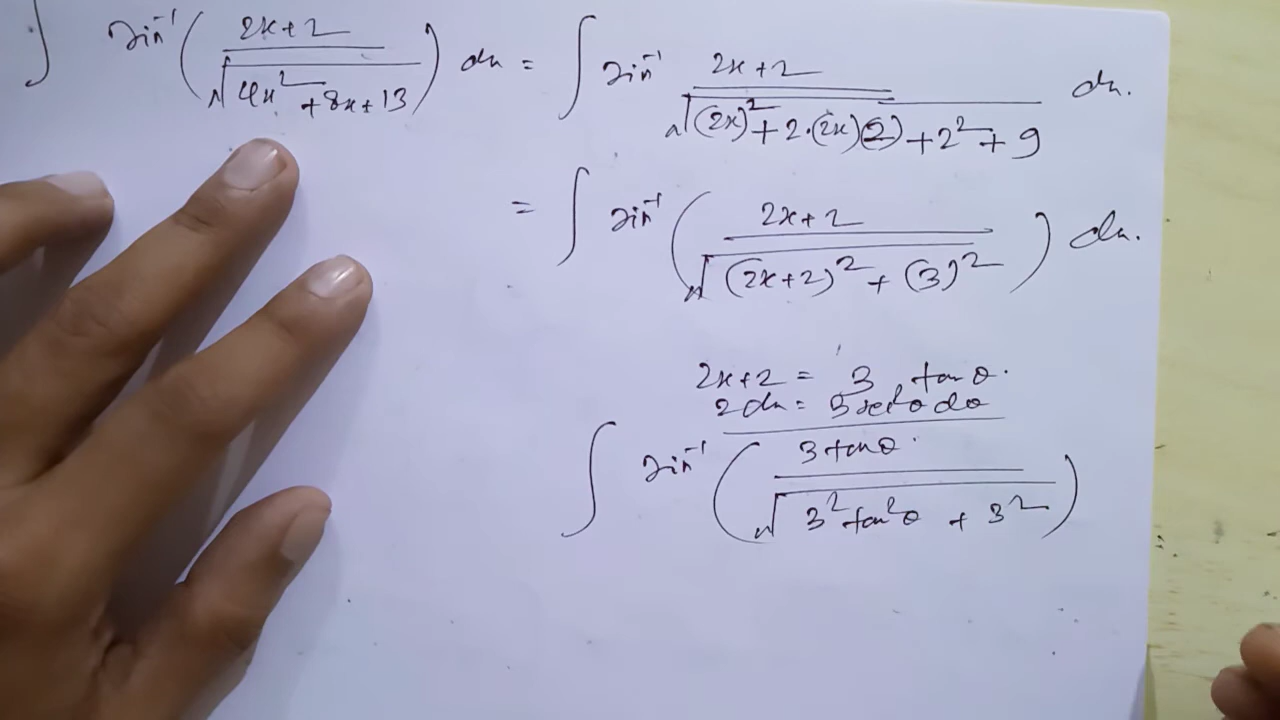 ∫ sin⁻¹ ( (2x+2) / √(4x² + 8x + 13) ) dx = ∫ sin⁻¹ (2x+2) / √((2x)² + 2·(2x)(2) + 2² + 9) dx.
= ∫ sin⁻¹ ( (2x+2) / √((2x+2)² + (3)²) ) dx.
2x+2 = 3 tanθ.
2dx = 3sec²θ dθ
∫ sin⁻¹ ( 3tanθ. / √(3² tan²θ + 3²) )